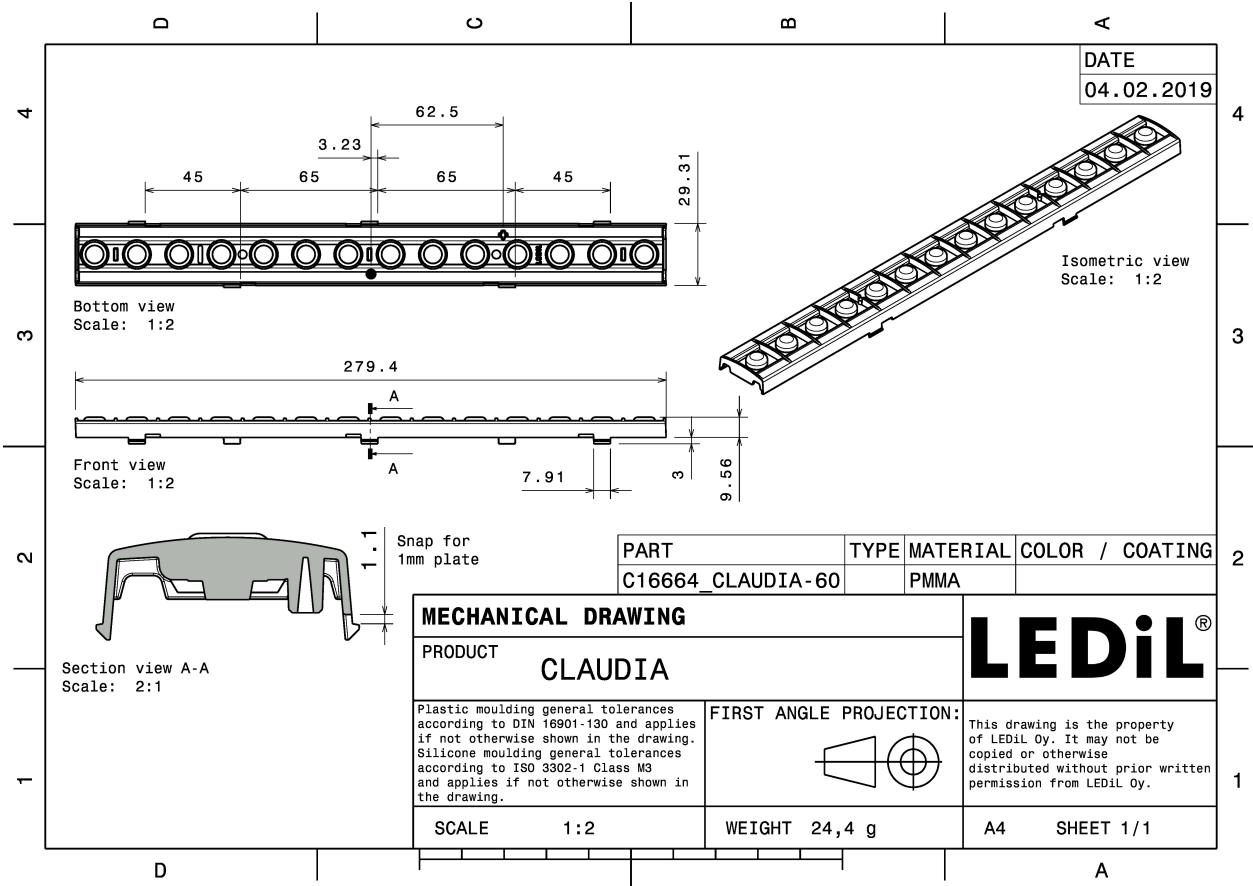 D
C
B
A
4
DATE
04.02.2019
4
62.5
3.23
45
65
65
45
29.31
Bottom view
Scale: 1:2
Isometric view
Scale: 1:2
3
3
279.4
A
A
Front view
Scale: 1:2
7.91
3
9.56
2
1.1
Snap for
1mm plate
2
PART TYPE MATERIAL COLOR / COATING
C16664_CLAUDIA-60 PMMA
Section view A-A
Scale: 2:1
MECHANICAL DRAWING
LEDiL®
PRODUCT
CLAUDIA
Plastic moulding general tolerances
according to DIN 16901-130 and applies
if not otherwise shown in the drawing.
Silicone moulding general tolerances
according to ISO 3302-1 Class M3
and applies if not otherwise shown in
the drawing.
FIRST ANGLE PROJECTION:
This drawing is the property
of LEDiL Oy. It may not be
copied or otherwise
distributed without prior written
permission from LEDiL Oy.
1
1
SCALE 1:2
WEIGHT 24,4 g
A4 SHEET 1/1
D
A